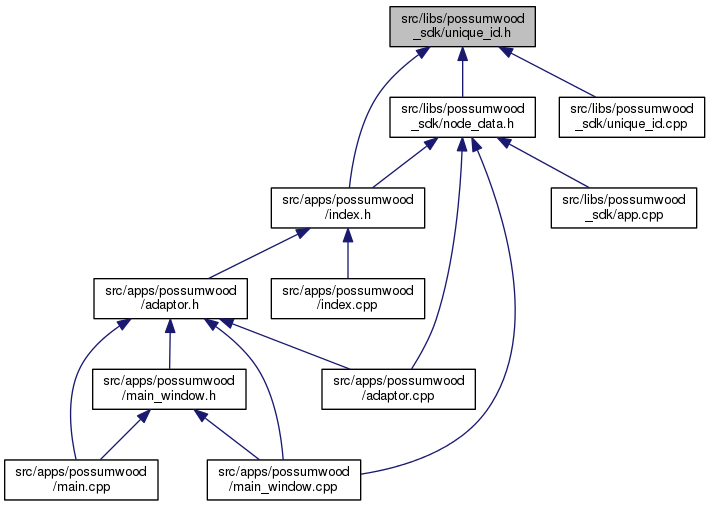 src/libs/possumwood
_sdk/unique_id.h
src/libs/possumwood
_sdk/node_data.h
src/libs/possumwood
_sdk/unique_id.cpp
src/apps/possumwood
/index.h
src/libs/possumwood
_sdk/app.cpp
src/apps/possumwood
/adaptor.h
src/apps/possumwood
/index.cpp
src/apps/possumwood
/main_window.h
src/apps/possumwood
/adaptor.cpp
src/apps/possumwood
/main.cpp
src/apps/possumwood
/main_window.cpp